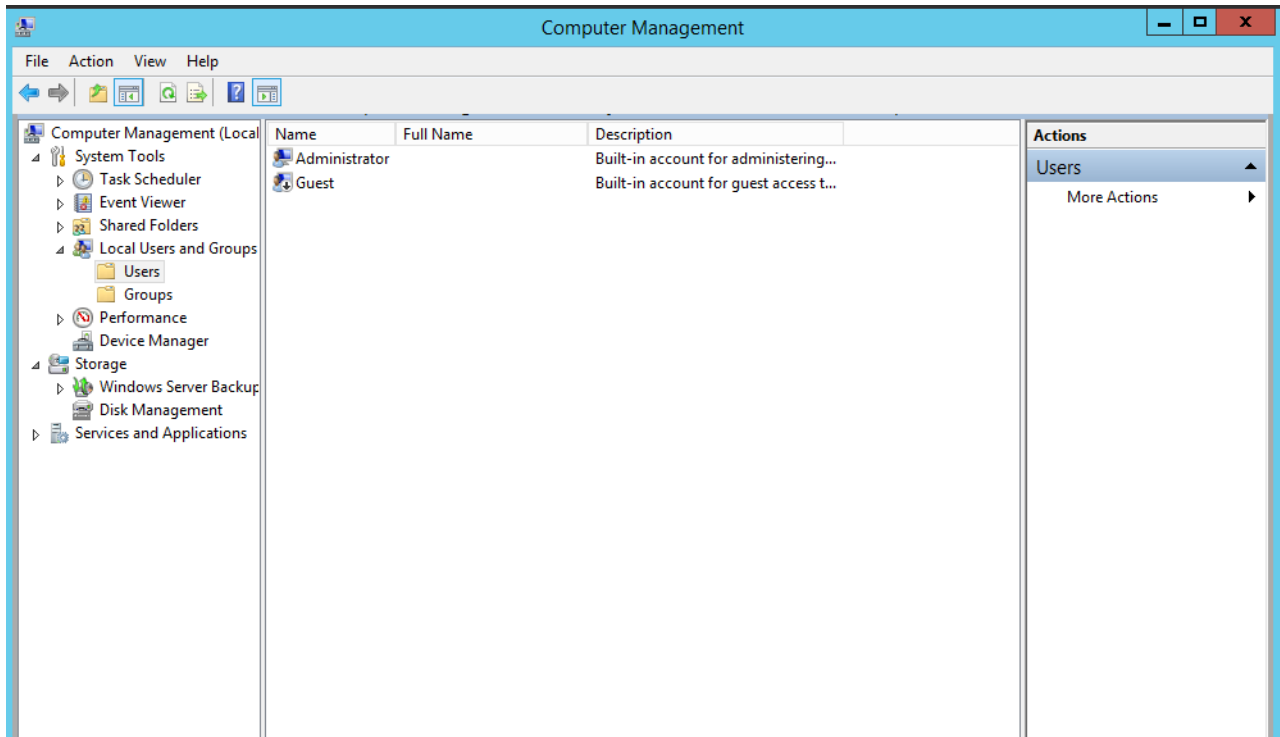 Computer Management
File Action View Help
Computer Management (Local
System Tools
Task Scheduler
Event Viewer
Shared Folders
Local Users and Groups
Users
Groups
Performance
Device Manager
Storage
Windows Server Backup
Disk Management
Services and Applications
Name Full Name Description
Administrator Built-in account for administering...
Guest Built-in account for guest access t...
Actions
Users
More Actions